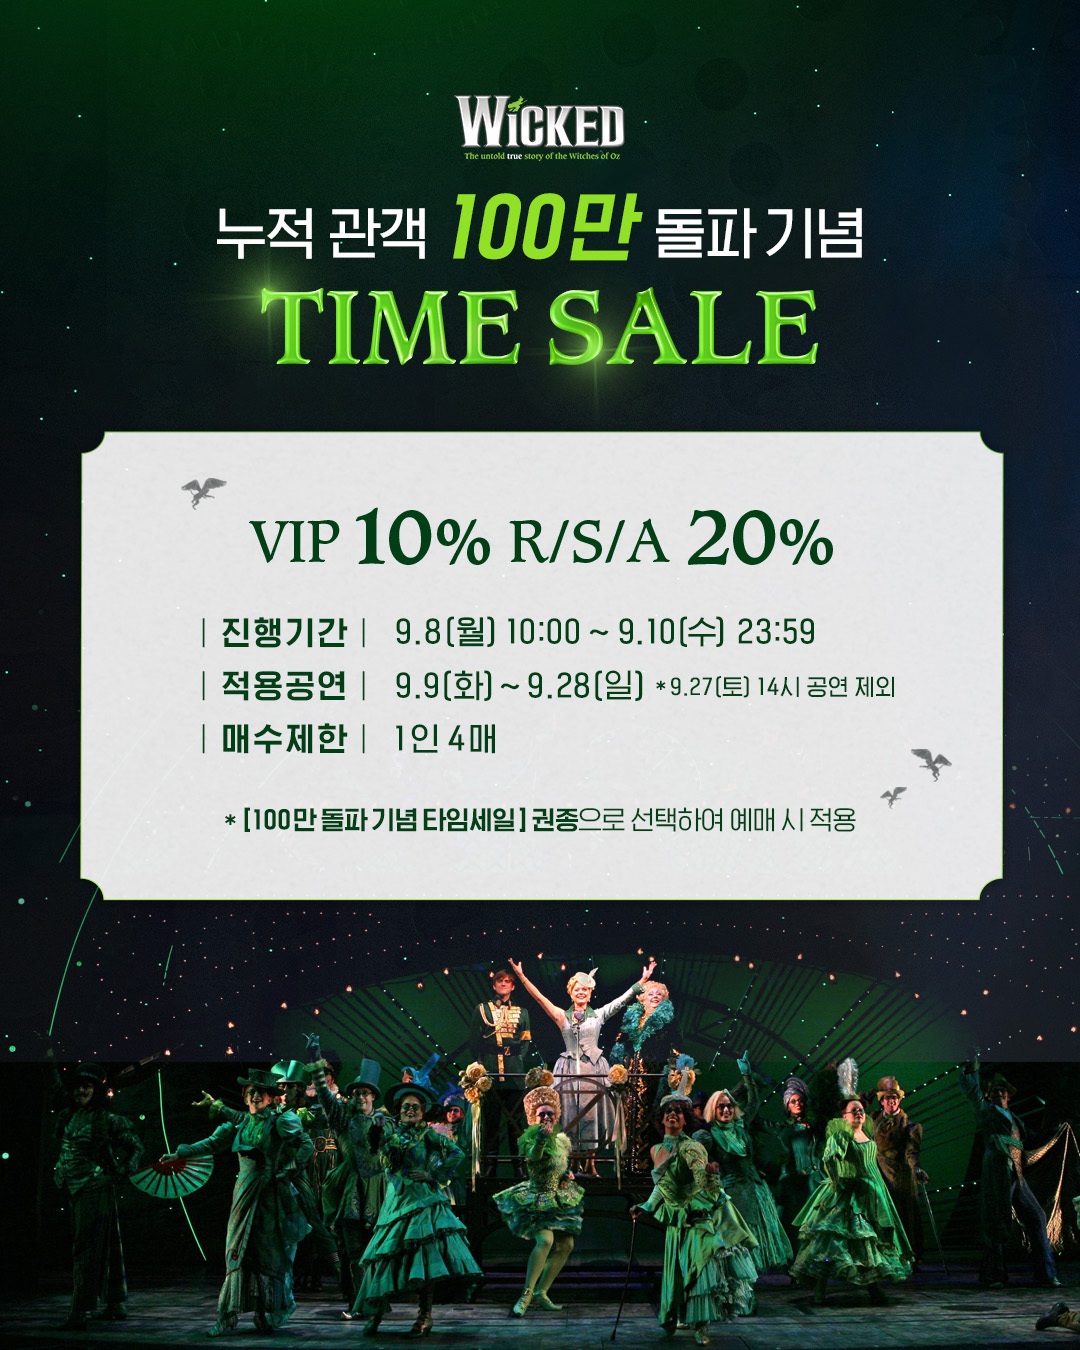 WICKED
The untold true story of the Witches of Oz
누적 관객 100만 돌파 기념
TIME SALE
VIP 10% R/S/A 20%
| 진행기간 | 9.8(월) 10:00 ~ 9.10(수) 23:59
| 적용공연 | 9.9(화) ~ 9.28(일) *9.27(토) 14시 공연 제외
| 매수제한 | 1인 4매
* [100만 돌파 기념 타임세일] 권종으로 선택하여 예매 시 적용